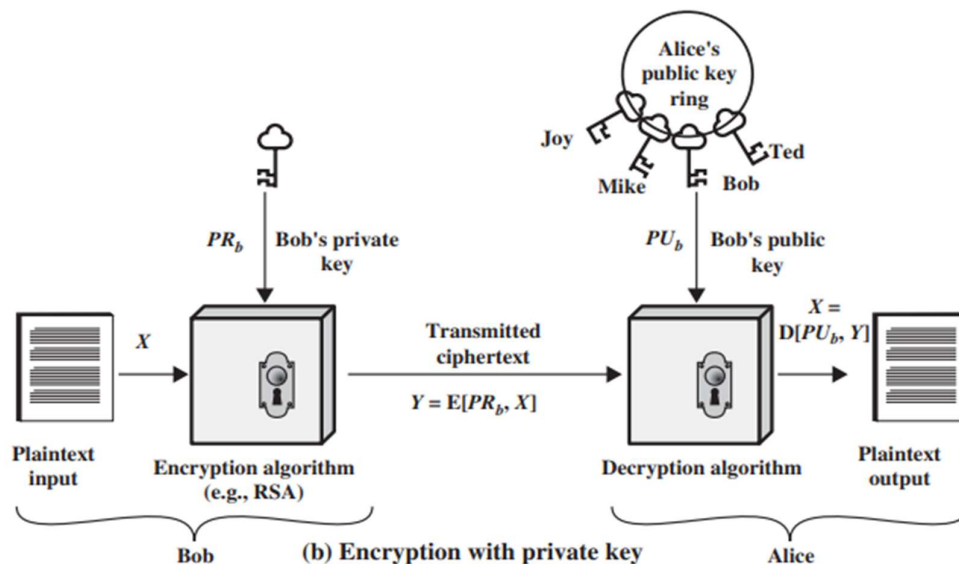 Alice's
public key
ring
Joy
Ted
Mike
Bob
PR_b
Bob's private
key
PU_b
Bob's public
key
X
Transmitted
ciphertext
X =
D[PU_b, Y]
Y = E[PR_b, X]
Plaintext
input
Encryption algorithm
(e.g., RSA)
Decryption algorithm
Plaintext
output
Bob
(b) Encryption with private key
Alice